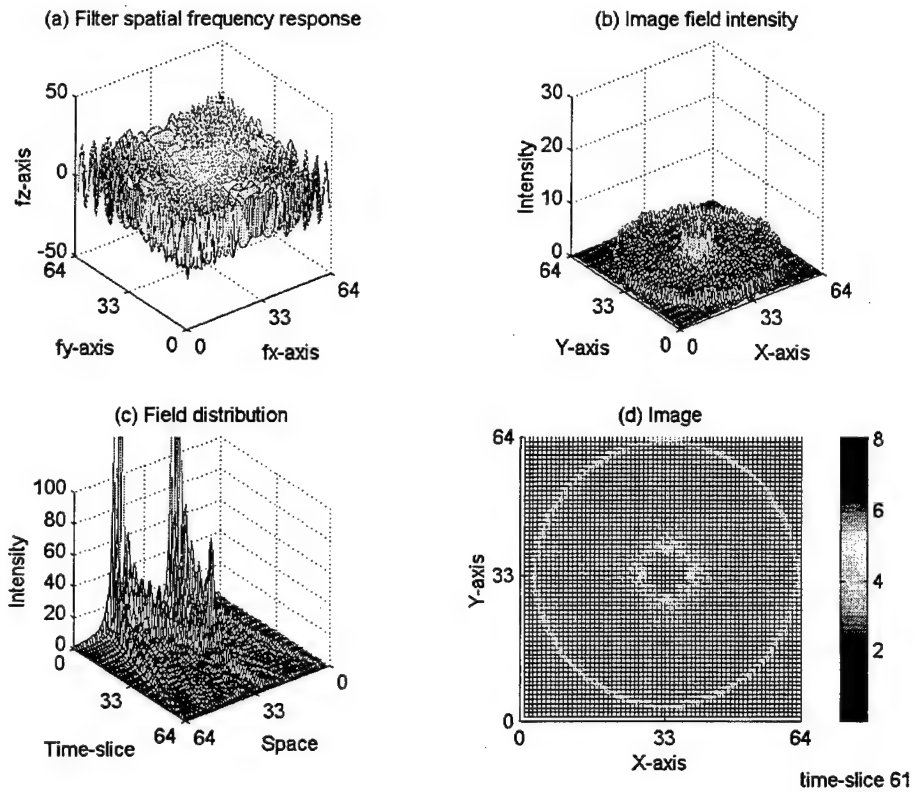 (a) Filter spatial frequency response
50
0
-50
fz-axis
64
33
0
fy-axis
0
33
64
fx-axis
(b) Image field intensity
30
20
10
0
Intensity
64
33
0
Y-axis
0
33
64
X-axis
(c) Field distribution
100
80
60
40
20
0
Intensity
0
33
64
Time-slice
64
33
0
Space
(d) Image
64
33
0
Y-axis
0
33
64
X-axis
8
6
4
2
time-slice 61